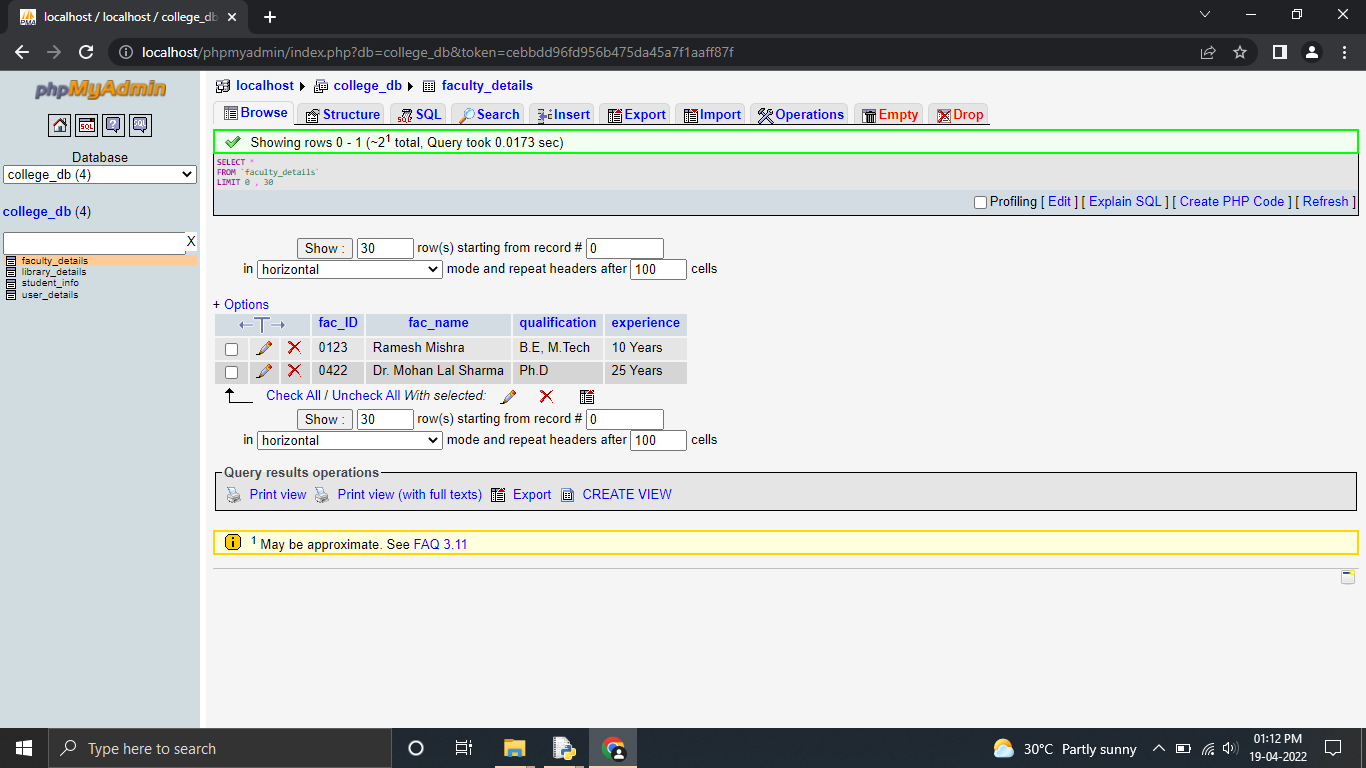 localhost / localhost / college_db
localhost/phpmyadmin/index.php?db=college_db&token=cebbdd96fd956b475da45a7f1aaff87f
phpMyAdmin
SQL
Database
college_db (4)
college_db (4)
X
faculty_details
library_details
student_info
user_details
localhost college_db faculty_details
Browse Structure SQL Search Insert Export Import Operations Empty Drop
Showing rows 0 - 1 (~2¹ total, Query took 0.0173 sec)
SELECT *
FROM `faculty_details`
LIMIT 0 , 30
Profiling [ Edit ] [ Explain SQL ] [ Create PHP Code ] [ Refresh ]
Show : 30 row(s) starting from record # 0
in horizontal mode and repeat headers after 100 cells
+ Options
←T→ fac_ID fac_name qualification experience
0123 Ramesh Mishra B.E, M.Tech 10 Years
0422 Dr. Mohan Lal Sharma Ph.D 25 Years
Check All / Uncheck All With selected:
Show : 30 row(s) starting from record # 0
in horizontal mode and repeat headers after 100 cells
Query results operations
Print view Print view (with full texts) Export CREATE VIEW
¹ May be approximate. See FAQ 3.11
Type here to search
30°C Partly sunny
01:12 PM
19-04-2022